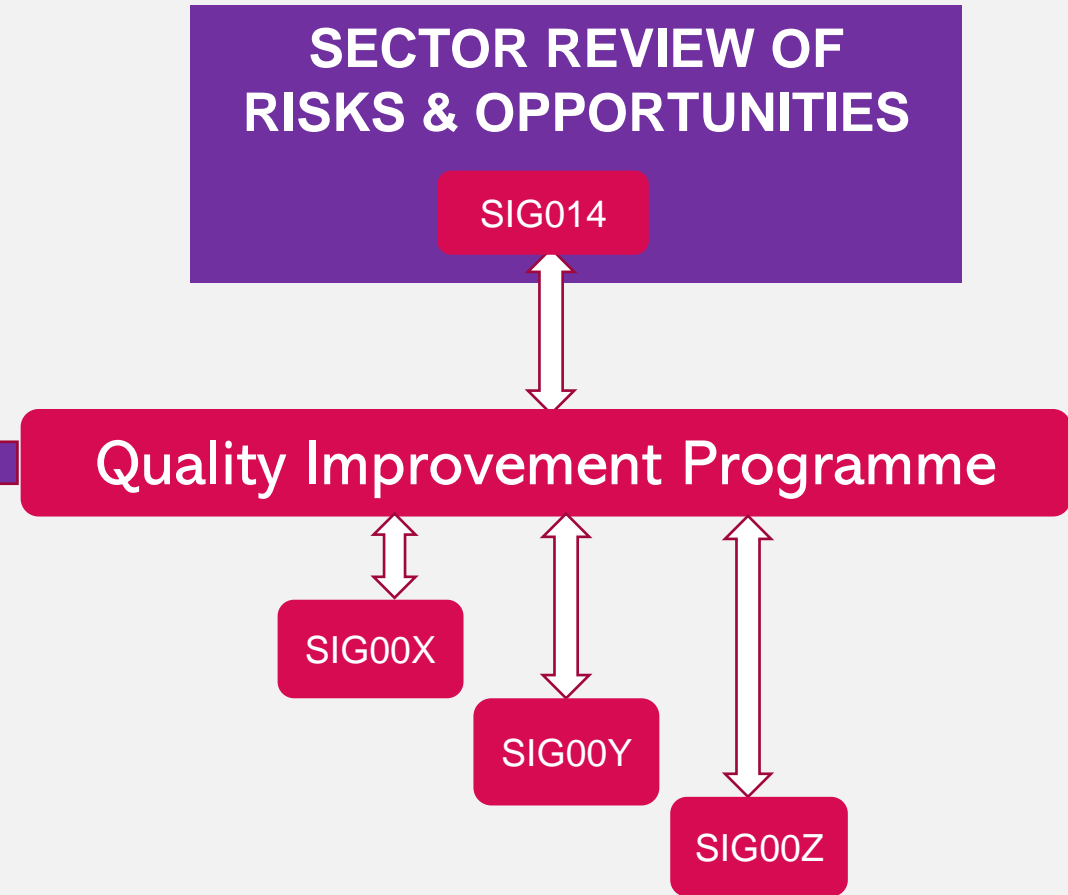 SECTOR REVIEW OF
RISKS & OPPORTUNITIES
SIG014
Quality Improvement Programme
SIG00X
SIG00Y
SIG00Z